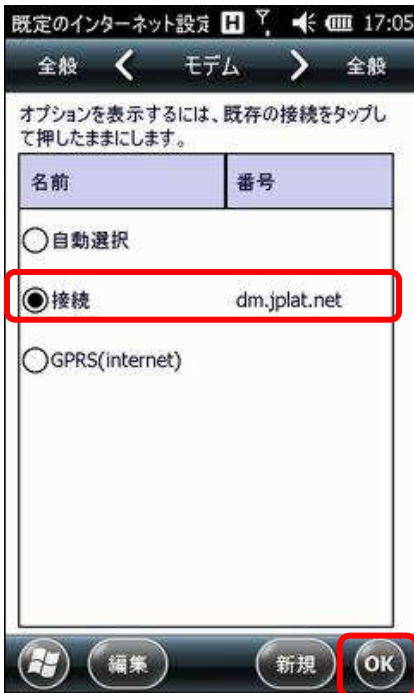 既定のインターネット設定 H 17:05
全般 モデム 全般
オプションを表示するには、既存の接続をタップし
て押したままにします。
名前 番号
自動選択
接続 dm.jplat.net
GPRS(internet)
編集 新規 OK